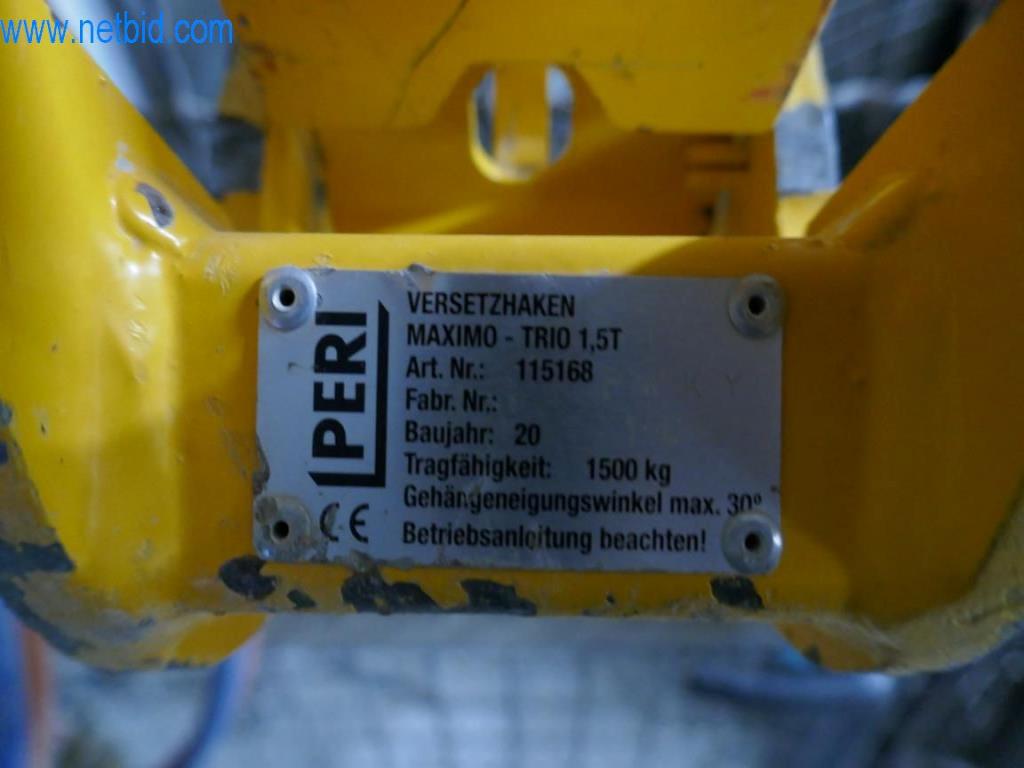 www.netbid.com
PERI
VERSETZHAKEN
MAXIMO - TRIO 1,5T
Art. Nr.: 115168
Fabr. Nr.:
Baujahr: 20
Tragfähigkeit: 1500 kg
Gehängeneigungswinkel max. 30°
Betriebsanleitung beachten!
CE